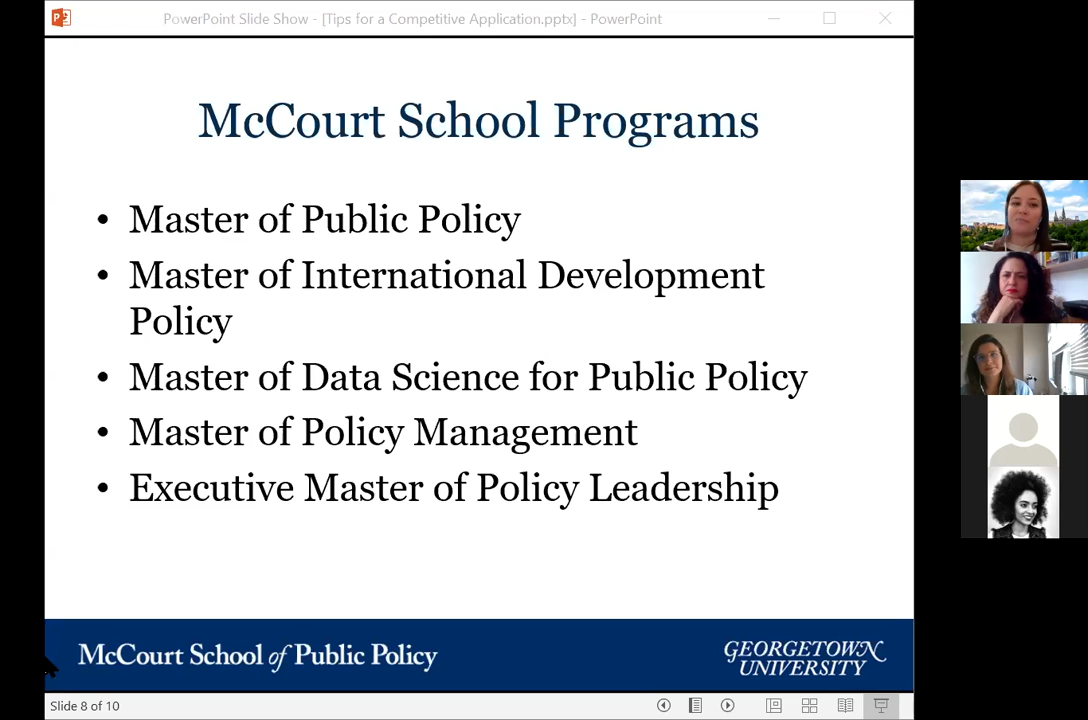 PowerPoint Slide Show - [Tips for a Competitive Application.pptx] - PowerPoint
McCourt School Programs
• Master of Public Policy
• Master of International Development
Policy
• Master of Data Science for Public Policy
• Master of Policy Management
• Executive Master of Policy Leadership
McCourt School of Public Policy
GEORGETOWN
UNIVERSITY
Slide 8 of 10